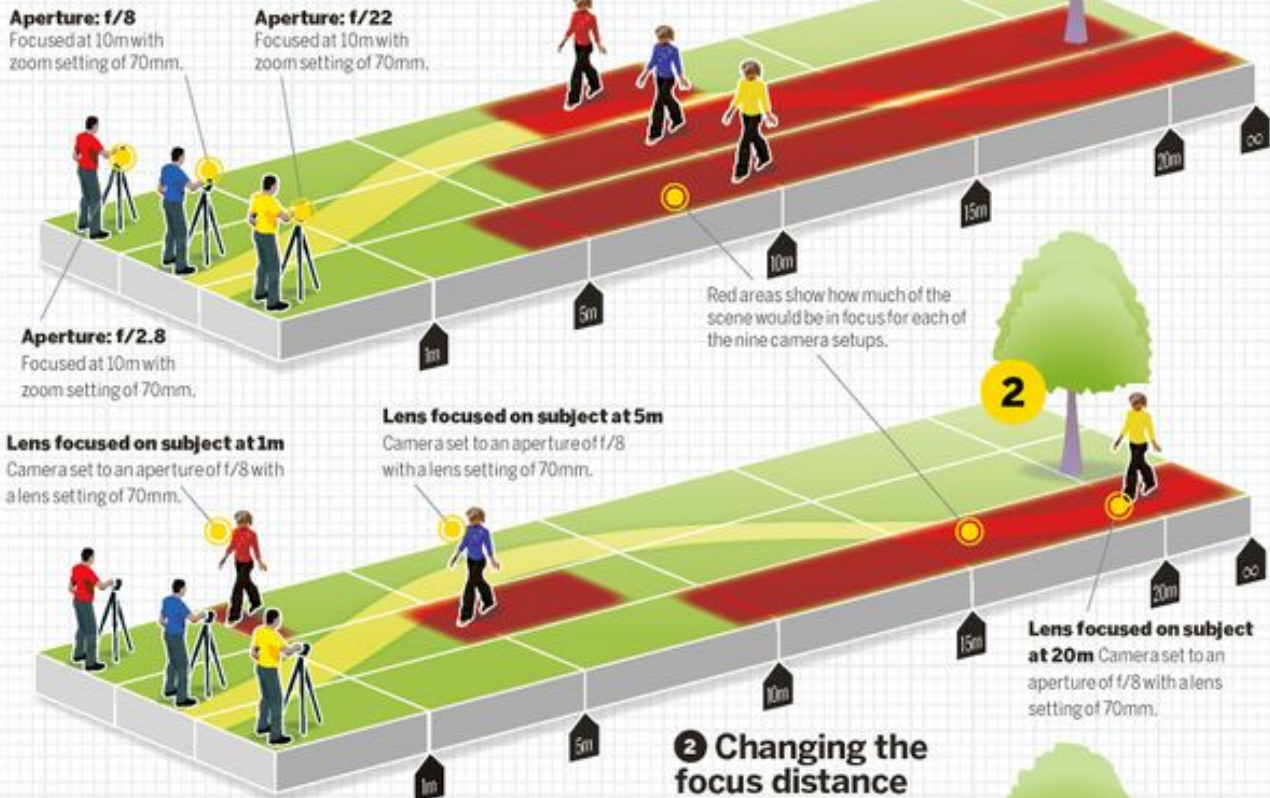 Aperture: f/8
Focused at 10m with
zoom setting of 70mm.
Aperture: f/22
Focused at 10m with
zoom setting of 70mm.
∞
20m
15m
10m
5m
1m
Aperture: f/2.8
Focused at 10m with
zoom setting of 70mm.
Red areas show how much of the
scene would be in focus for each of
the nine camera setups.
2
Lens focused on subject at 1m
Camera set to an aperture of f/8 with
a lens setting of 70mm.
Lens focused on subject at 5m
Camera set to an aperture of f/8
with a lens setting of 70mm.
∞
20m
15m
10m
5m
1m
Lens focused on subject
at 20m Camera set to an
aperture of f/8 with a lens
setting of 70mm.
2 Changing the
focus distance